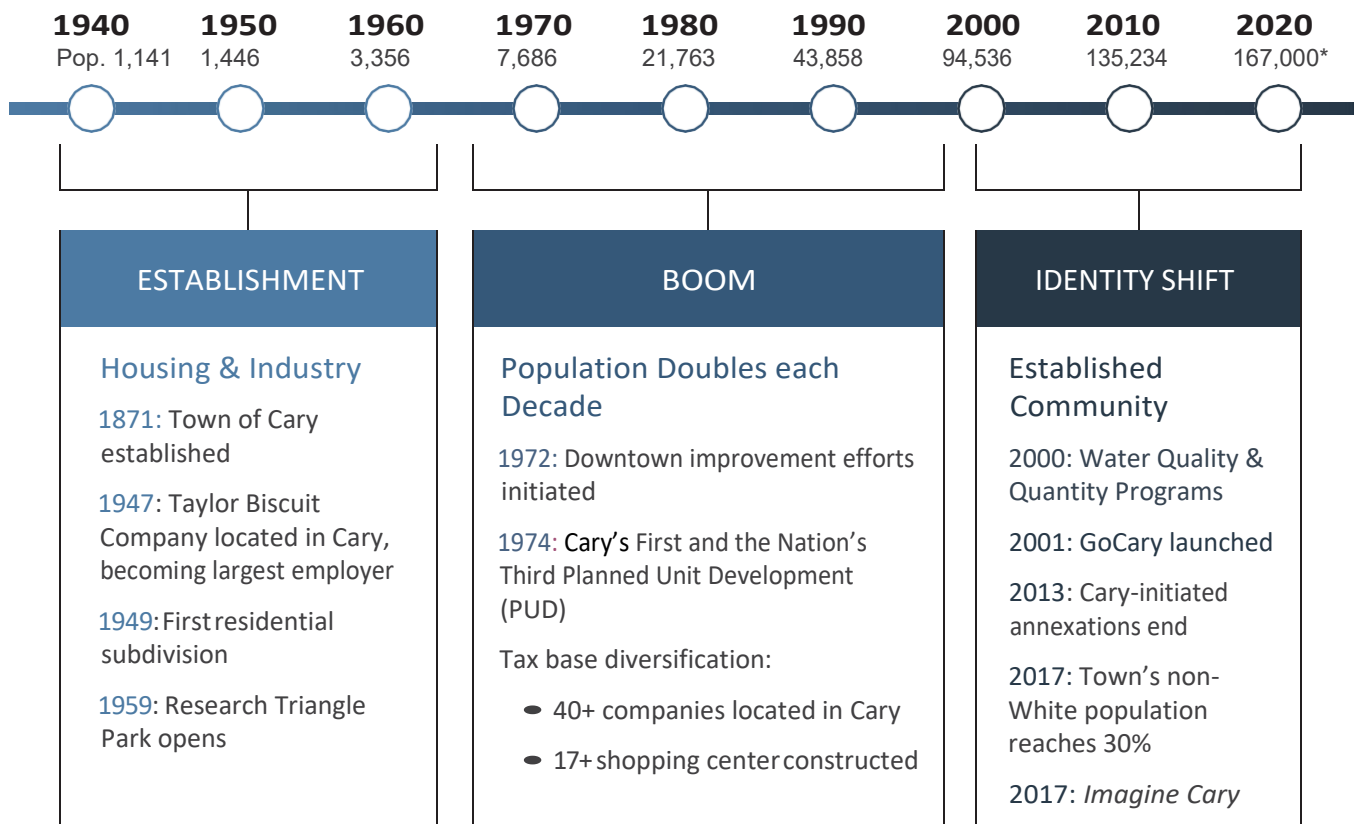 1940 1950 1960 1970 1980 1990 2000 2010 2020
Pop. 1,141 1,446 3,356 7,686 21,763 43,858 94,536 135,234 167,000*
ESTABLISHMENT
Housing & Industry
1871: Town of Cary
established
1947: Taylor Biscuit
Company located in Cary,
becoming largest employer
1949: First residential
subdivision
1959: Research Triangle
Park opens
BOOM
Population Doubles each
Decade
1972: Downtown improvement efforts
initiated
1974: Cary’s First and the Nation’s
Third Planned Unit Development
(PUD)
Tax base diversification:
40+ companies located in Cary
17+ shopping center constructed
IDENTITY SHIFT
Established
Community
2000: Water Quality &
Quantity Programs
2001: GoCary launched
2013: Cary-initiated
annexations end
2017: Town’s non-
White population
reaches 30%
2017: Imagine Cary